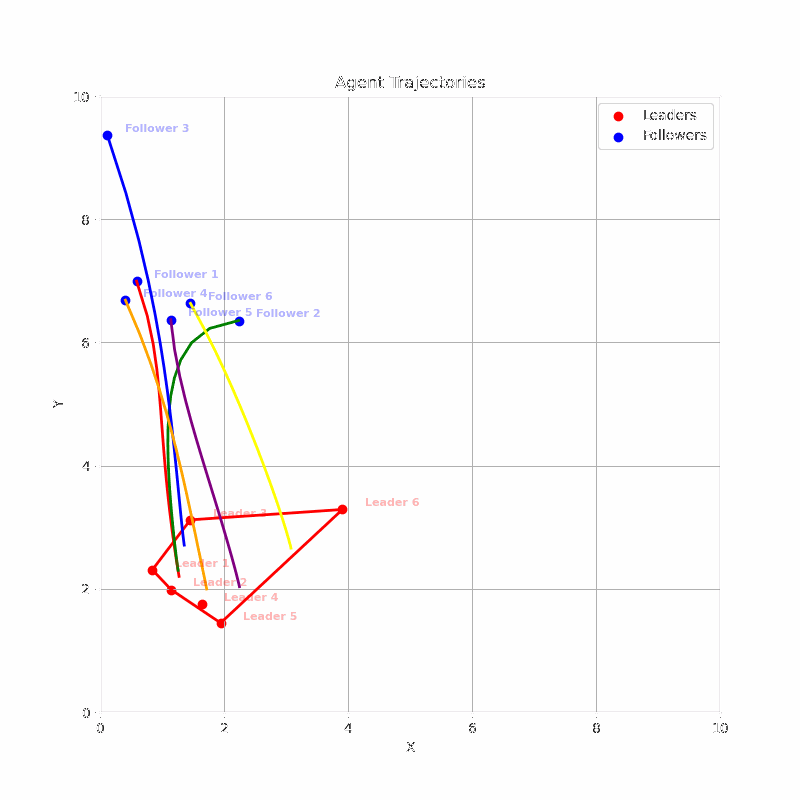 Agent Trajectories
10
8
6
4
2
0
Y
0 2 4 6 8 10
X
Leaders
Followers
Follower 3
Follower 1
Follower 4
Follower 6
Follower 5
Follower 2
Leader 6
Leader 3
Leader 1
Leader 2
Leader 4
Leader 5